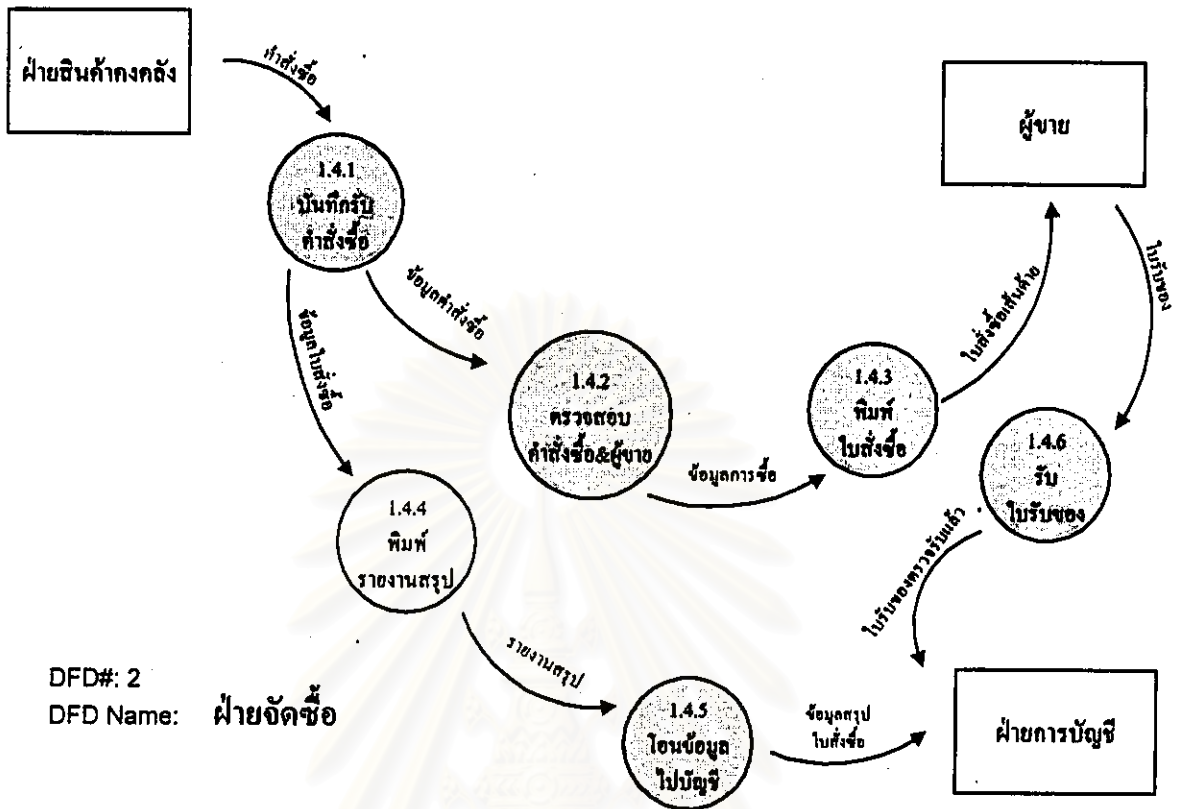 ฝ่ายสินค้าคงคลัง
คำสั่งซื้อ
ผู้ขาย
1.4.1
บันทึกรับ
คำสั่งซื้อ
ข้อมูลคำสั่งซื้อ
ข้อมูลใบสั่งซื้อ
ใบสั่งซื้อเส้นด้าย
ใบรับของ
1.4.2
ตรวจสอบ
คำสั่งซื้อ&ผู้ขาย
1.4.3
พิมพ์
ใบสั่งซื้อ
ข้อมูลการซื้อ
1.4.6
รับ
ใบรับของ
1.4.4
พิมพ์
รายงานสรุป
ใบรับของตรวจรับแล้ว
รายงานสรุป
DFD#: 2
DFD Name: ฝ่ายจัดซื้อ
1.4.5
โอนข้อมูล
ไปบัญชี
ข้อมูลสรุป
ใบสั่งซื้อ
ฝ่ายการบัญชี